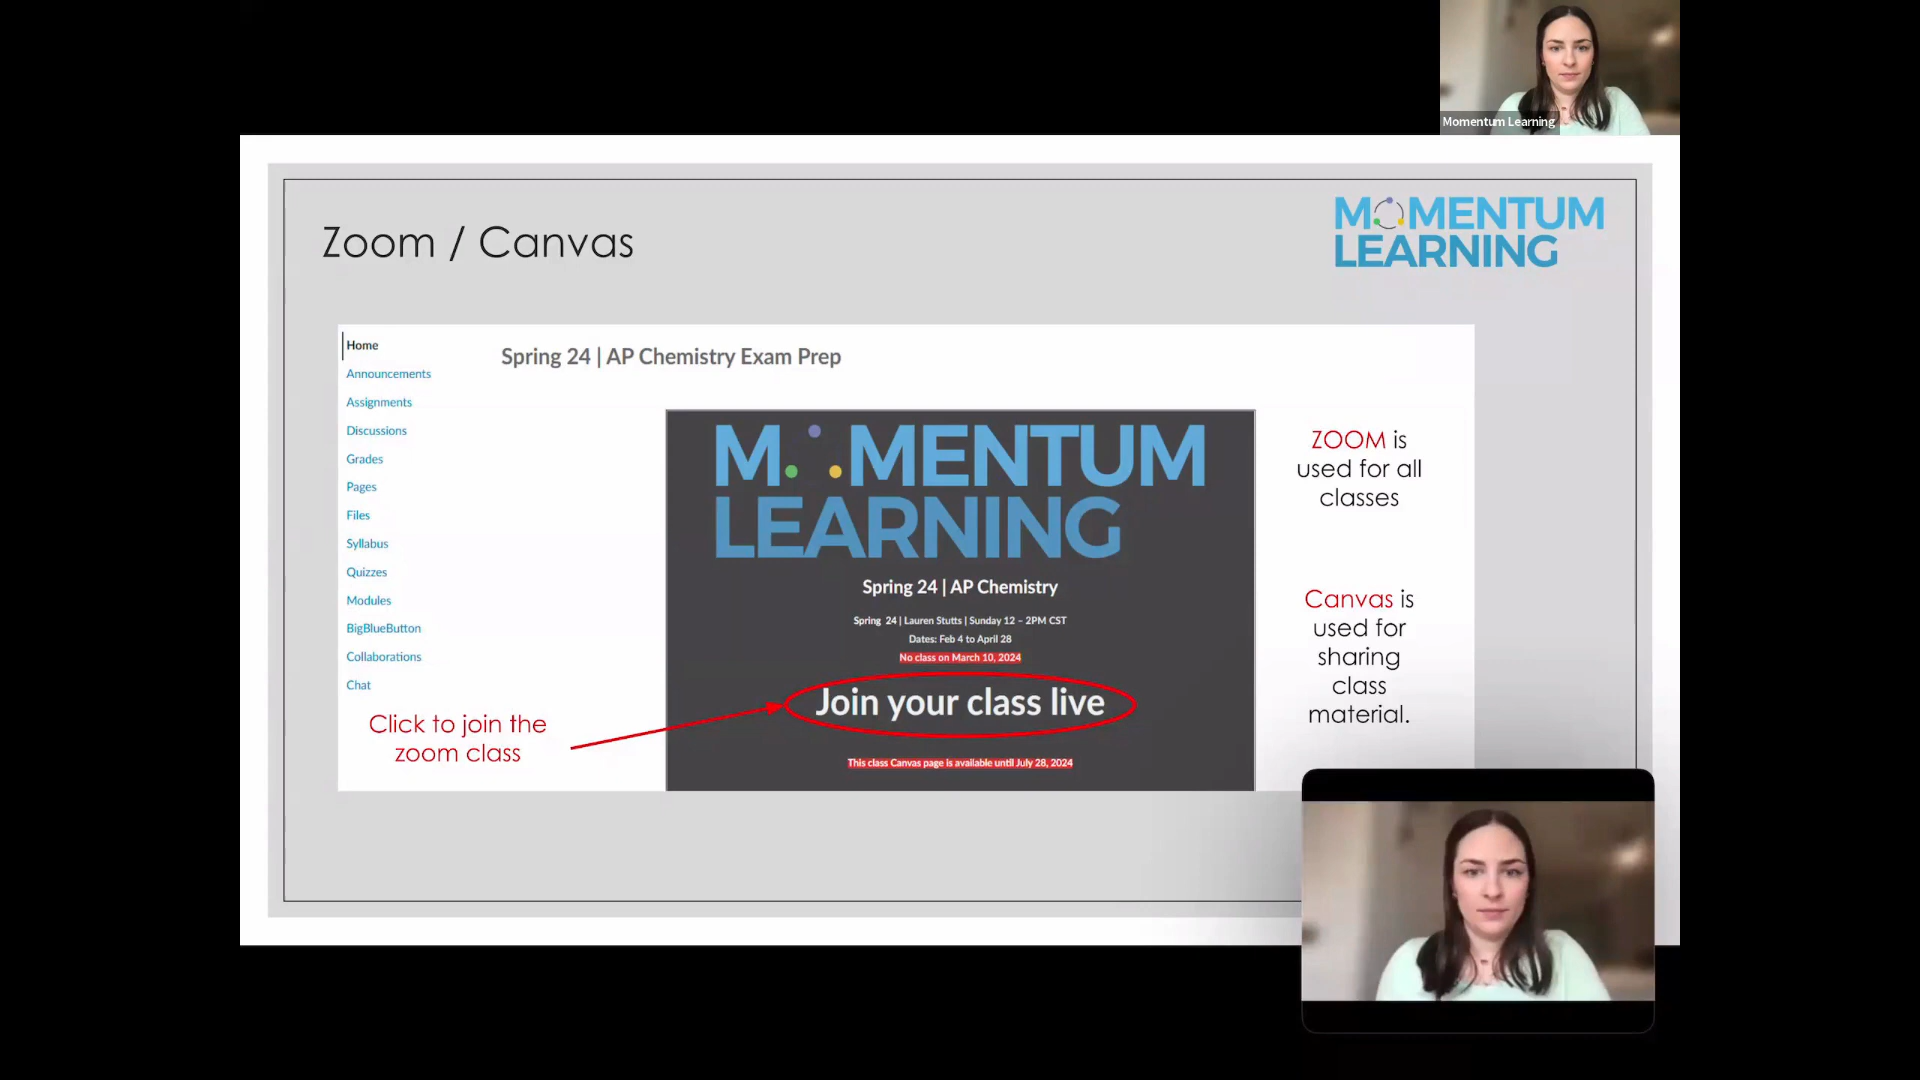 Momentum Learning
Zoom / Canvas
MOMENTUM
LEARNING
Home
Announcements
Assignments
Discussions
Grades
Pages
Files
Syllabus
Quizzes
Modules
BigBlueButton
Collaborations
Chat
Spring 24 | AP Chemistry Exam Prep
MOMENTUM
LEARNING
Spring 24 | AP Chemistry
Spring 24 | Lauren Stutts | Sunday 12 – 2PM CST
Dates: Feb 4 to April 28
No class on March 10, 2024
Join your class live
This class Canvas page is available until July 28, 2024
Click to join the
zoom class
ZOOM is
used for all
classes
Canvas is
used for
sharing
class
material.